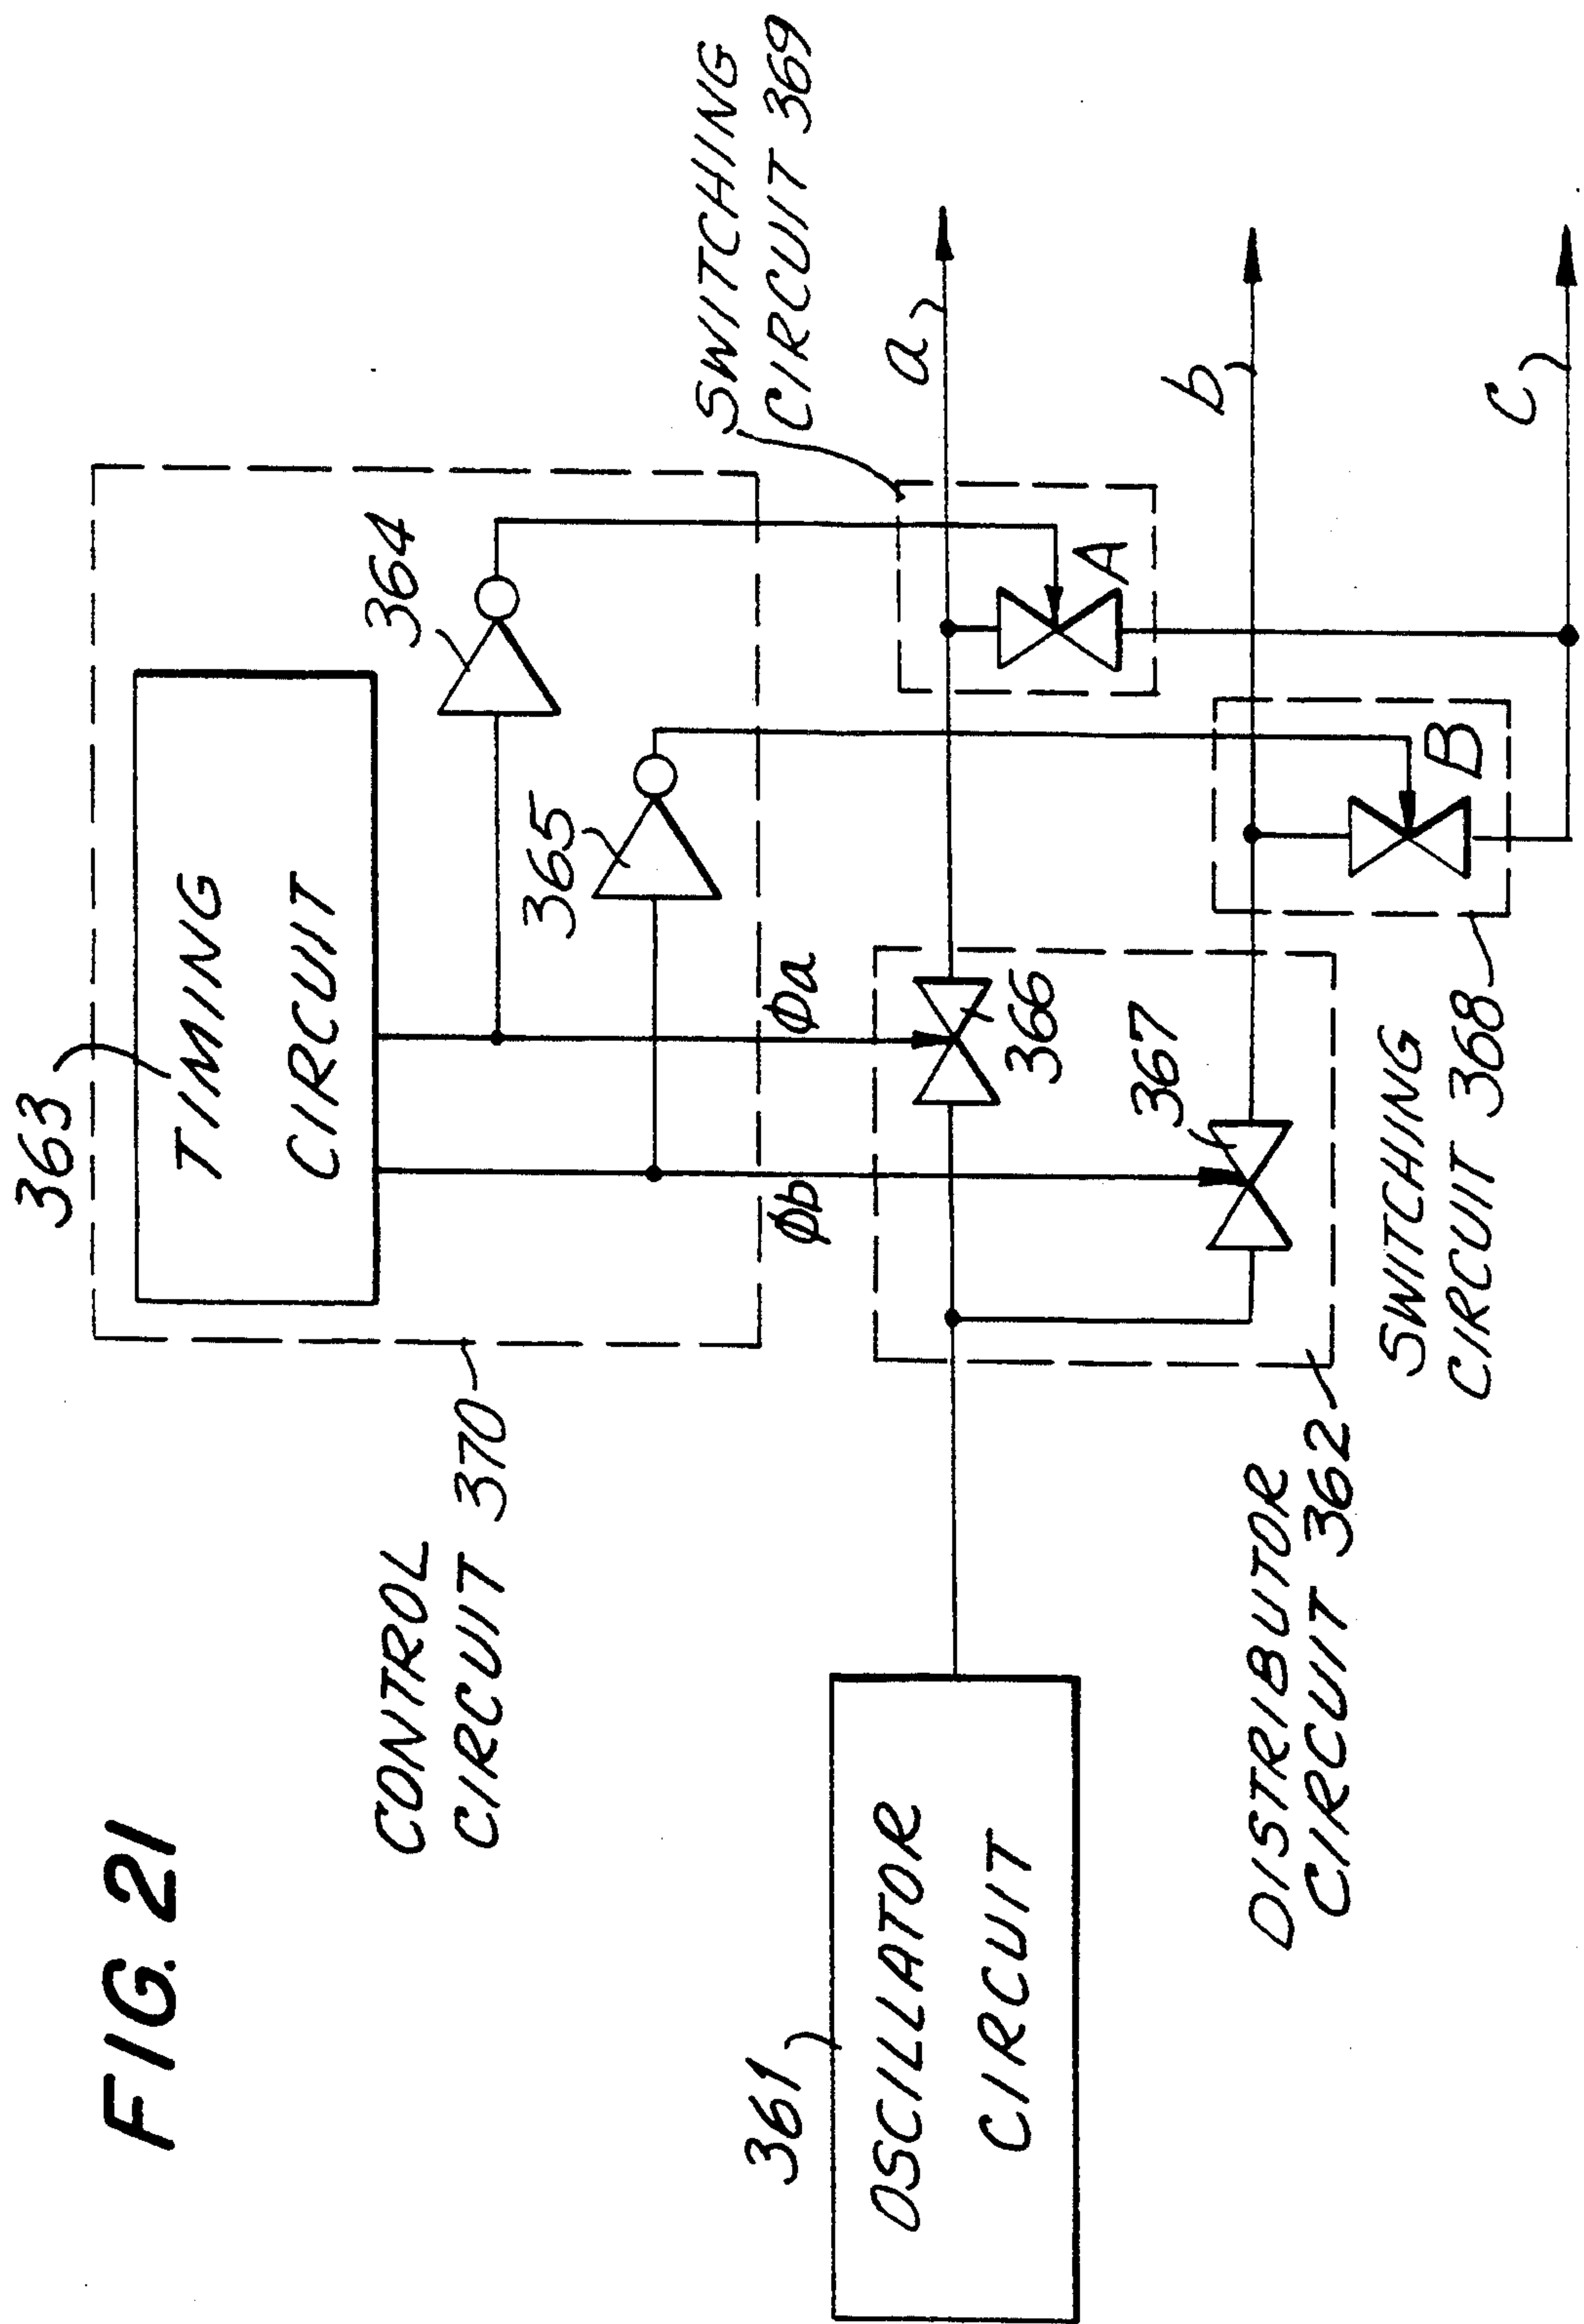 FIG. 21
363
TIMING
CIRCUIT
CONTROL
CIRCUIT 370
364
365
SWITCHING
CIRCUIT 369
φb
φa
361
OSCILLATOR
CIRCUIT
366
367
A
a
B
b
c
DISTRIBUTOR
CIRCUIT 362
SWITCHING
CIRCUIT 368